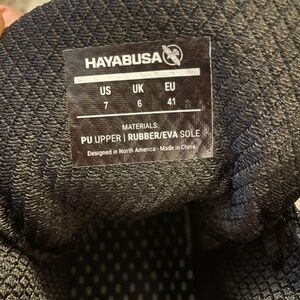 HAYABUSA
US UK EU
7 6 41
MATERIALS:
PU UPPER | RUBBER/EVA SOLE
Designed in North America - Made in China